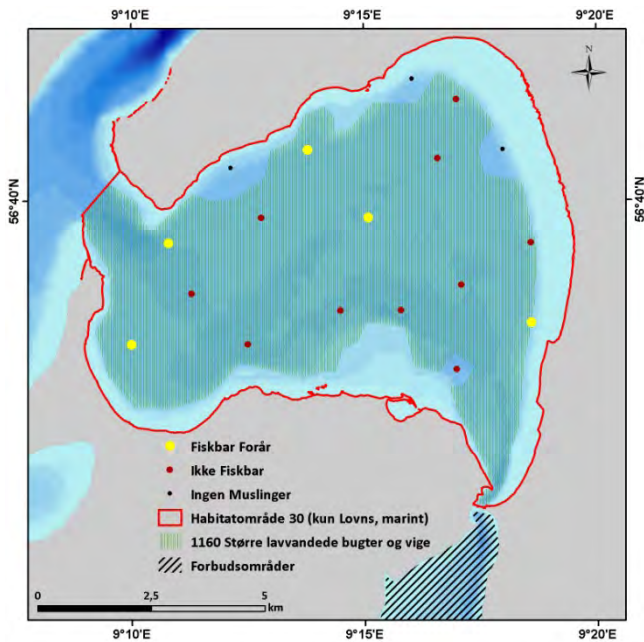 9°10'E 9°15'E 9°20'E
N
56°40'N 56°40'N
Fiskbar Forår
Ikke Fiskbar
Ingen Muslinger
Habitatområde 30 (kun Lovns, marint)
1160 Større lavvandede bugter og vige
Forbudsområder
0 2,5 5
km
9°10'E 9°15'E 9°20'E